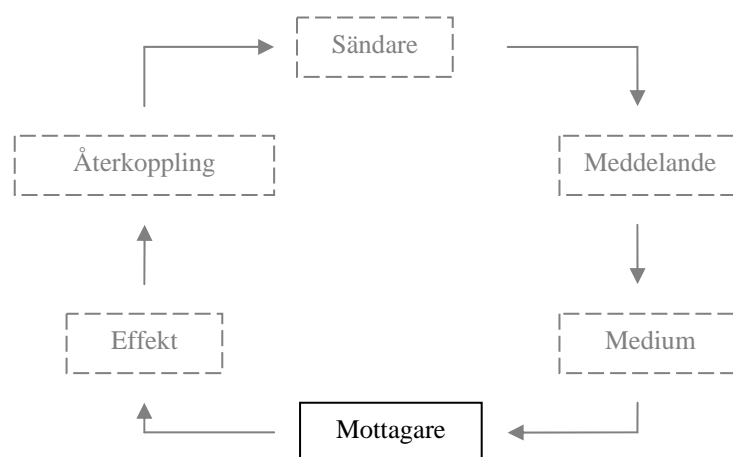 Sändare
Återkoppling
Meddelande
Effekt
Medium
Mottagare